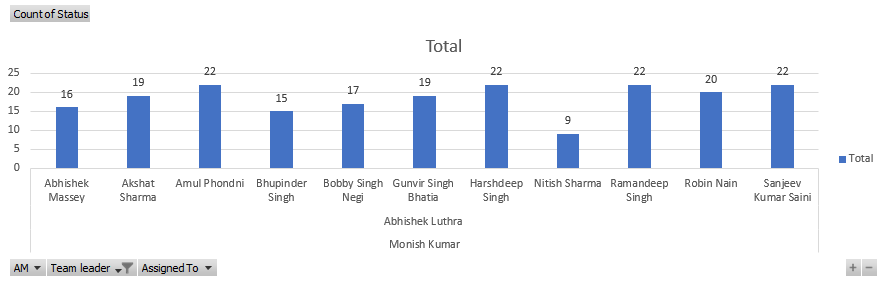 Count of Status
Total
25
20
15
10
5
0
16
19
22
15
17
19
22
9
22
20
22
Abhishek
Massey
Akshat
Sharma
Amul Phondni
Bhupinder
Singh
Bobby Singh
Negi
Gunvir Singh
Bhatia
Harshdeep
Singh
Nitish Sharma
Ramandeep
Singh
Robin Nain
Sanjeev
Kumar Saini
Abhishek Luthra
Monish Kumar
Total
AM
Team leader
Assigned To
+ −